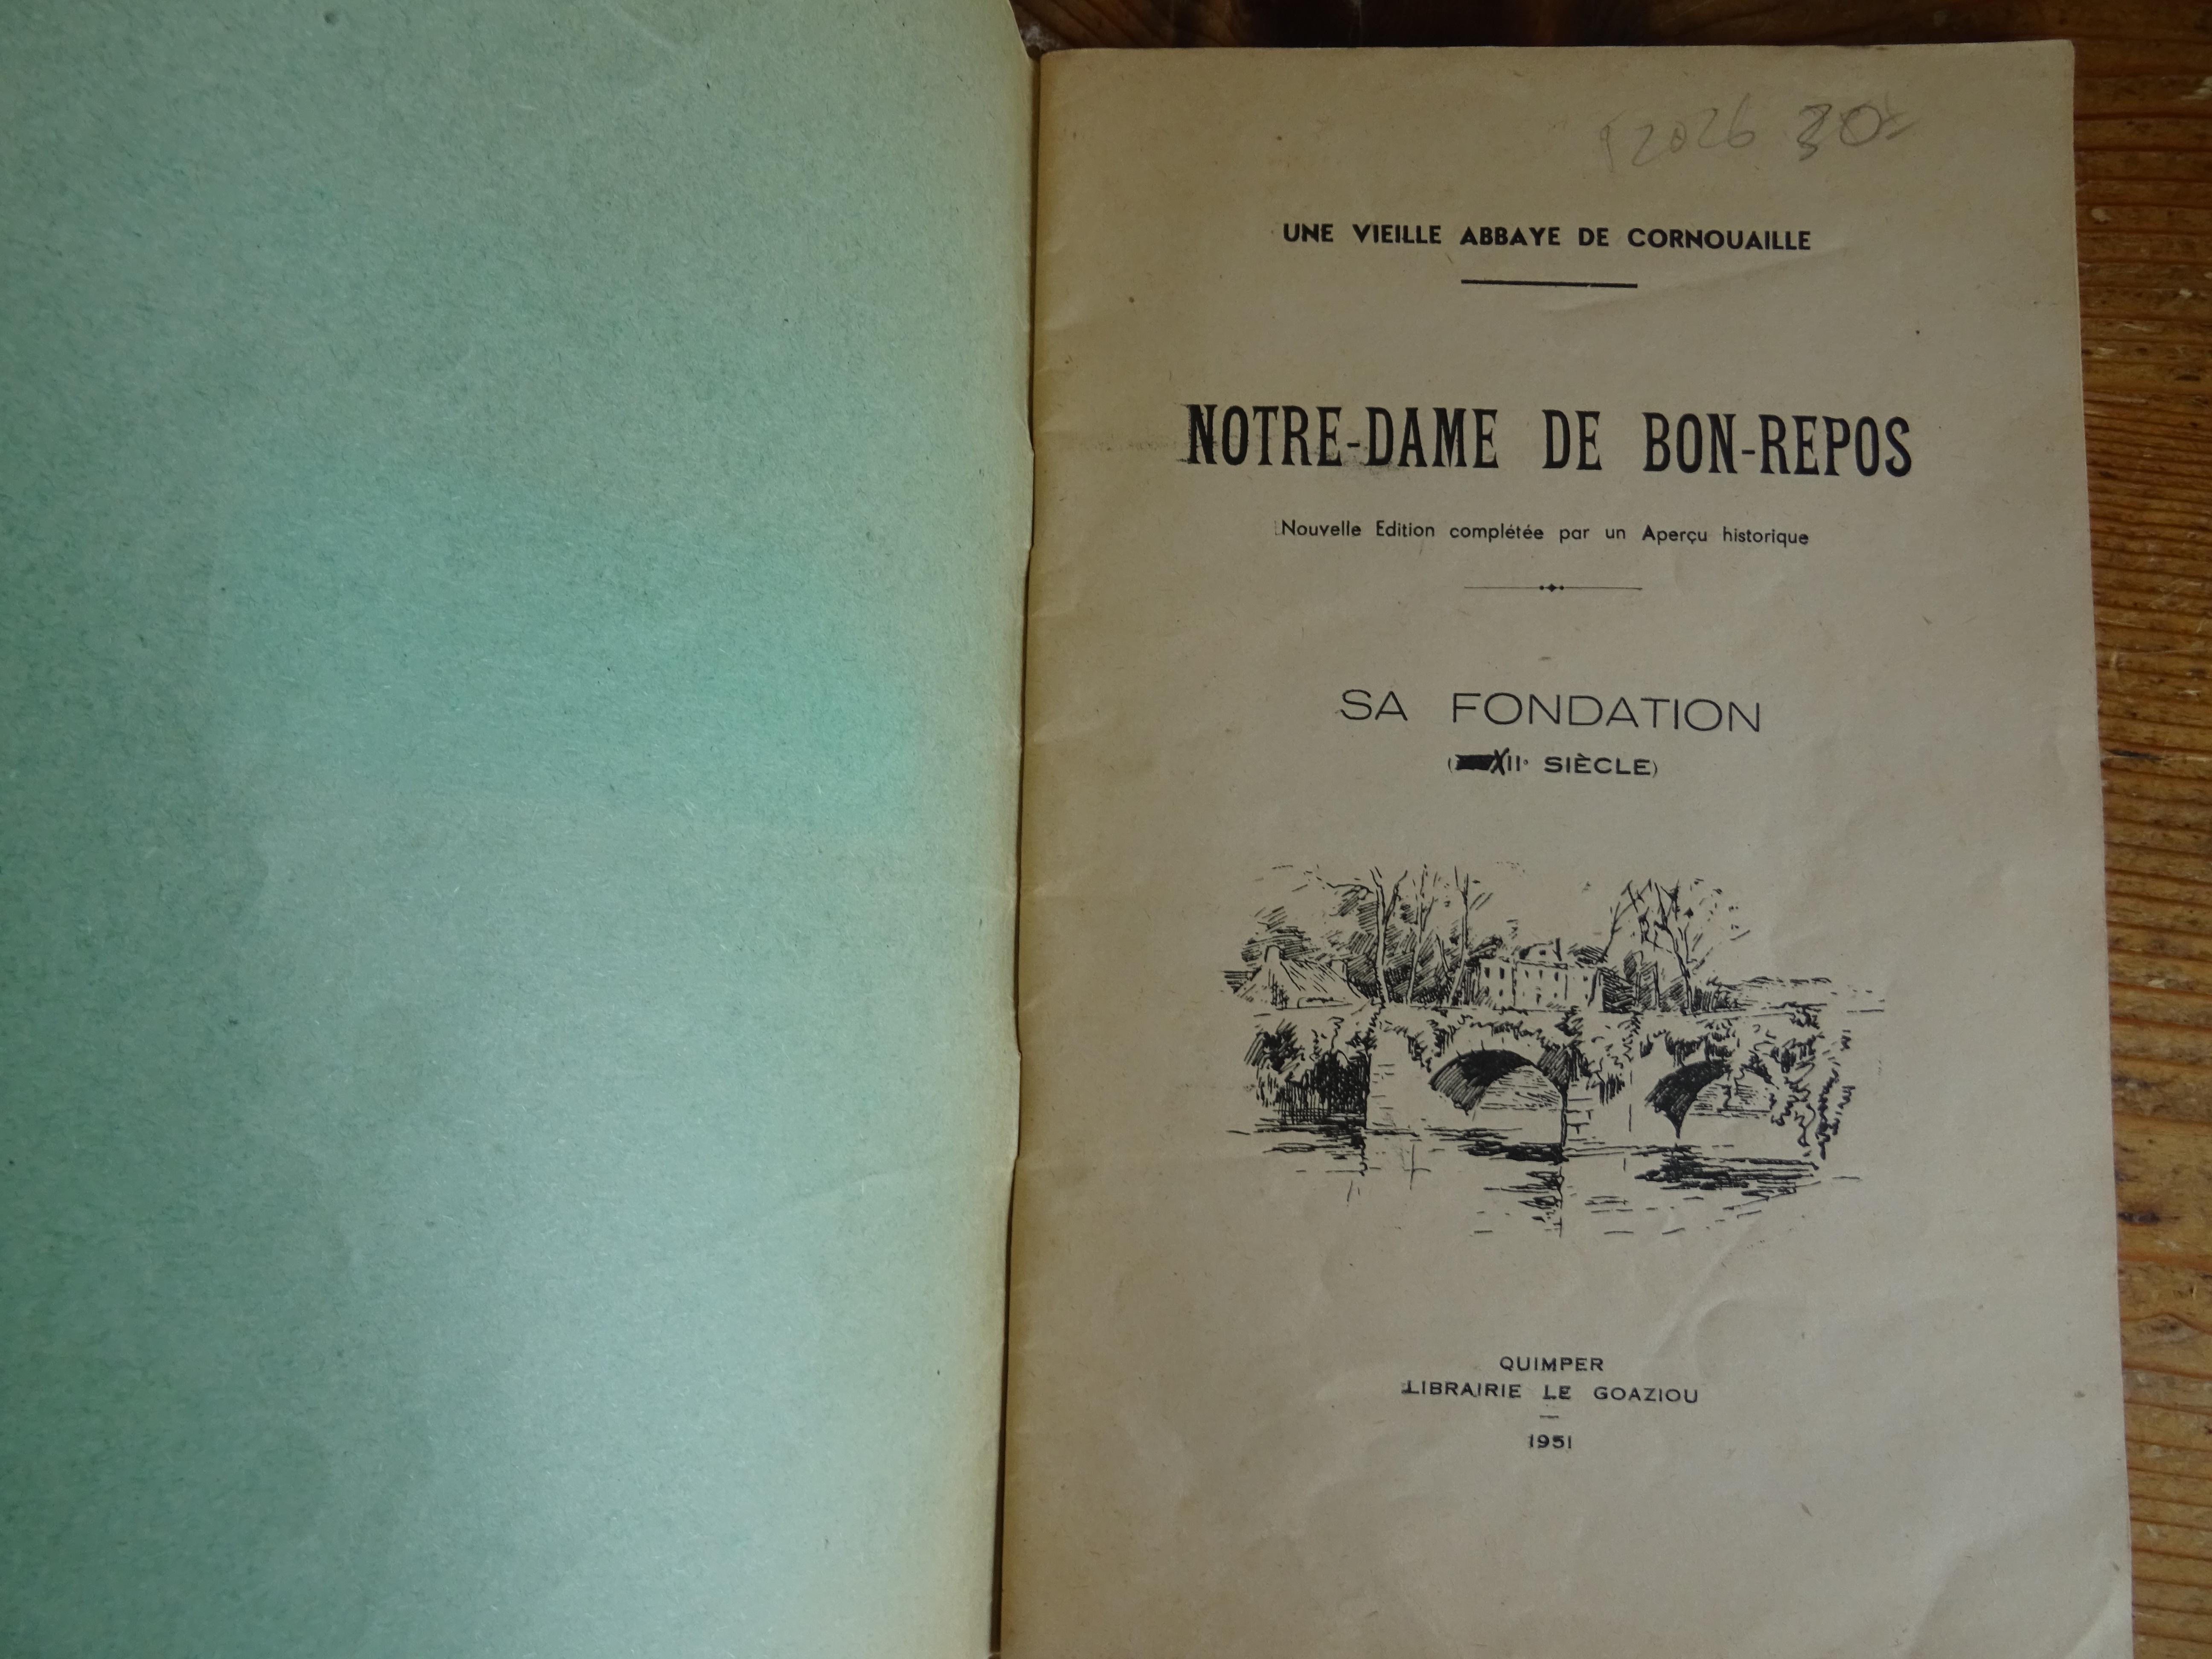 2026 30
UNE VIEILLE ABBAYE DE CORNOUAILLE
NOTRE-DAME DE BON-REPOS
Nouvelle Edition complétée par un Aperçu historique
SA FONDATION
(XIIe SIÈCLE)
QUIMPER
LIBRAIRIE LE GOAZIOU
1951